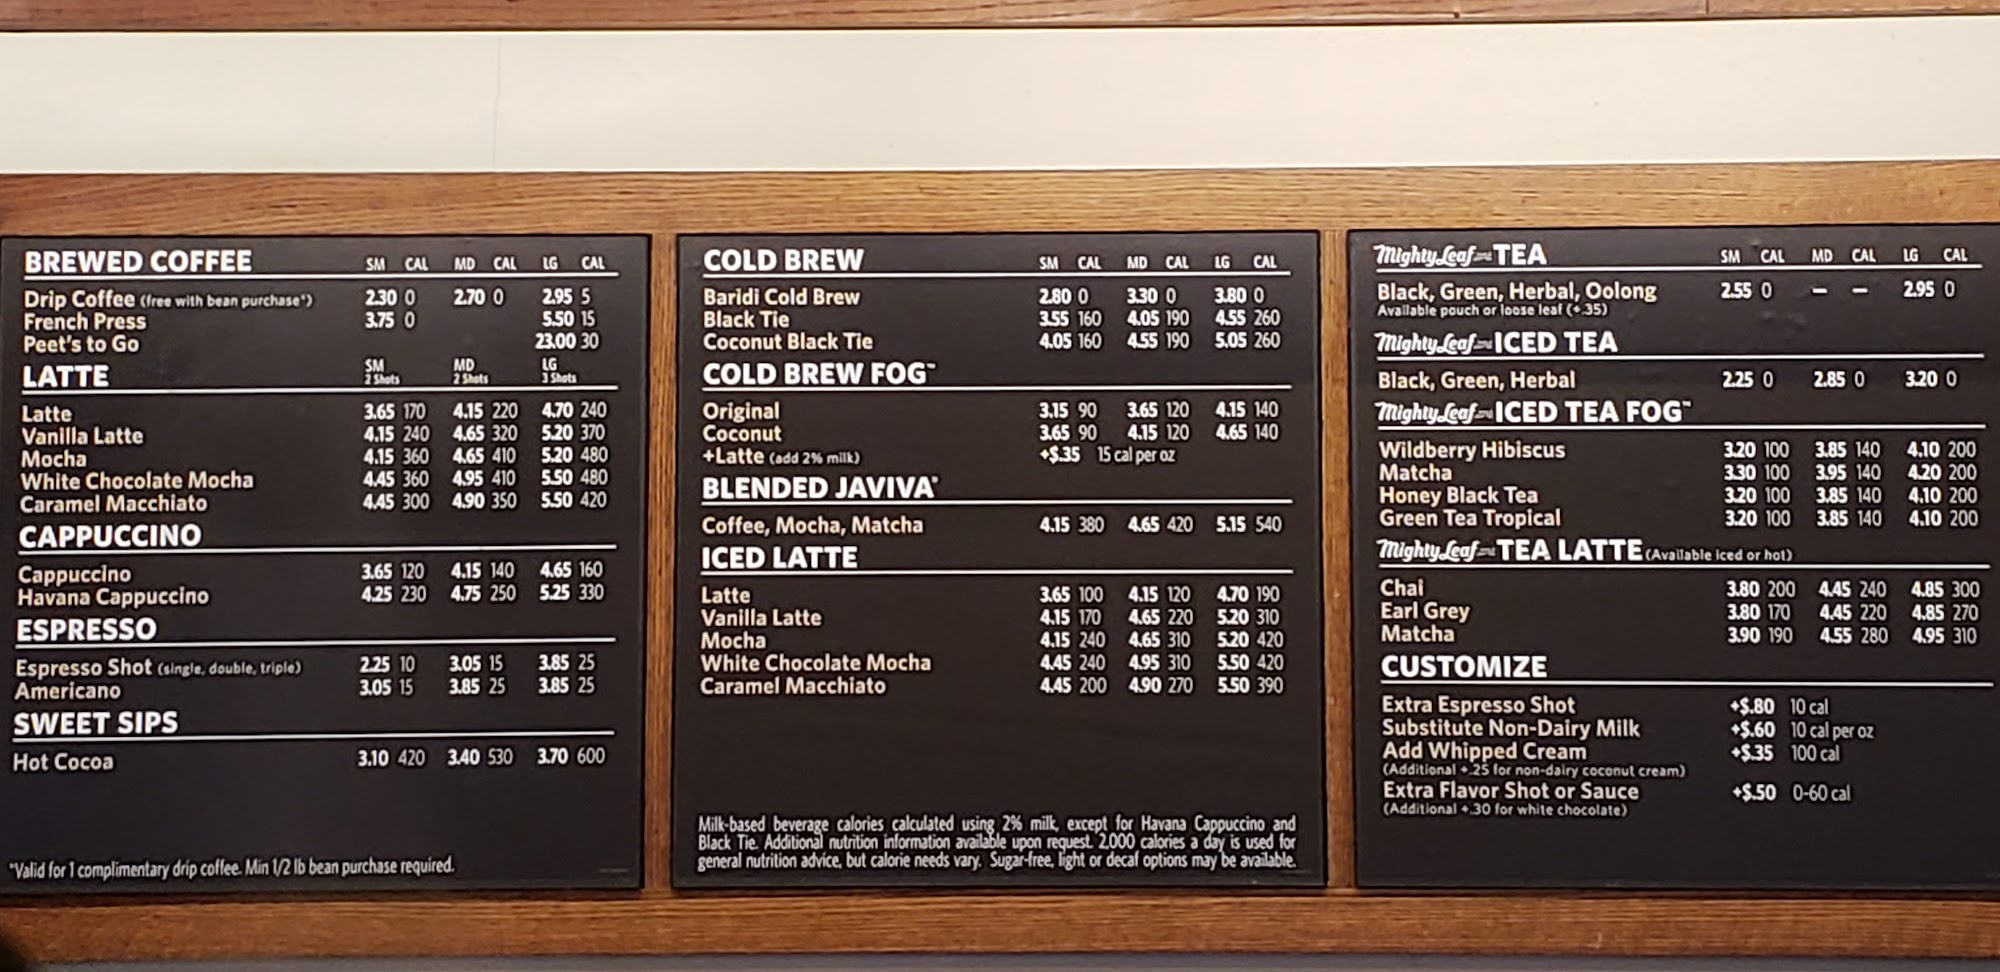 BREWED COFFEE SM CAL MD CAL LG CAL
Drip Coffee (free with bean purchase*) 2.30 0 2.70 0 2.95 5
French Press 3.75 0 5.50 15
Peet's to Go 23.00 30
LATTE SM 2 Shots MD 2 Shots LG 3 Shots
Latte 3.65 170 4.15 220 4.70 240
Vanilla Latte 4.15 240 4.65 320 5.20 370
Mocha 4.15 360 4.65 410 5.20 480
White Chocolate Mocha 4.45 360 4.95 410 5.50 480
Caramel Macchiato 4.45 300 4.90 350 5.50 420
CAPPUCCINO
Cappuccino 3.65 120 4.15 140 4.65 160
Havana Cappuccino 4.25 230 4.75 250 5.25 330
ESPRESSO
Espresso Shot (single, double, triple) 2.25 10 3.05 15 3.85 25
Americano 3.05 15 3.85 25 3.85 25
SWEET SIPS
Hot Cocoa 3.10 420 3.40 530 3.70 600
*Valid for 1 complimentary drip coffee. Min 1/2 lb bean purchase required.
COLD BREW SM CAL MD CAL LG CAL
Baridi Cold Brew 2.80 0 3.30 0 3.80 0
Black Tie 3.55 160 4.05 190 4.55 260
Coconut Black Tie 4.05 160 4.55 190 5.05 260
COLD BREW FOG™
Original 3.15 90 3.65 120 4.15 140
Coconut 3.65 90 4.15 120 4.65 140
+Latte (add 2% milk) +$.35 15 cal per oz
BLENDED JAVIVA®
Coffee, Mocha, Matcha 4.15 380 4.65 420 5.15 540
ICED LATTE
Latte 3.65 100 4.15 120 4.70 190
Vanilla Latte 4.15 170 4.65 220 5.20 310
Mocha 4.15 240 4.65 310 5.20 420
White Chocolate Mocha 4.45 240 4.95 310 5.50 420
Caramel Macchiato 4.45 200 4.90 270 5.50 390
Milk-based beverage calories calculated using 2% milk, except for Havana Cappuccino and
Black Tie. Additional nutrition information available upon request. 2,000 calories a day is used for
general nutrition advice, but calorie needs vary. Sugar-free, light or decaf options may be available.
Mighty Leaf TEA SM CAL MD CAL LG CAL
Black, Green, Herbal, Oolong 2.55 0 — — 2.95 0
Available pouch or loose leaf (+.35)
Mighty Leaf ICED TEA
Black, Green, Herbal 2.25 0 2.85 0 3.20 0
Mighty Leaf ICED TEA FOG™
Wildberry Hibiscus 3.20 100 3.85 140 4.10 200
Matcha 3.30 100 3.95 140 4.20 200
Honey Black Tea 3.20 100 3.85 140 4.10 200
Green Tea Tropical 3.20 100 3.85 140 4.10 200
Mighty Leaf TEA LATTE (Available iced or hot)
Chai 3.80 200 4.45 240 4.85 300
Earl Grey 3.80 170 4.45 220 4.85 270
Matcha 3.90 190 4.55 280 4.95 310
CUSTOMIZE
Extra Espresso Shot +$.80 10 cal
Substitute Non-Dairy Milk +$.60 10 cal per oz
Add Whipped Cream +$.35 100 cal
(Additional +.25 for non-dairy coconut cream)
Extra Flavor Shot or Sauce +$.50 0-60 cal
(Additional +.30 for white chocolate)